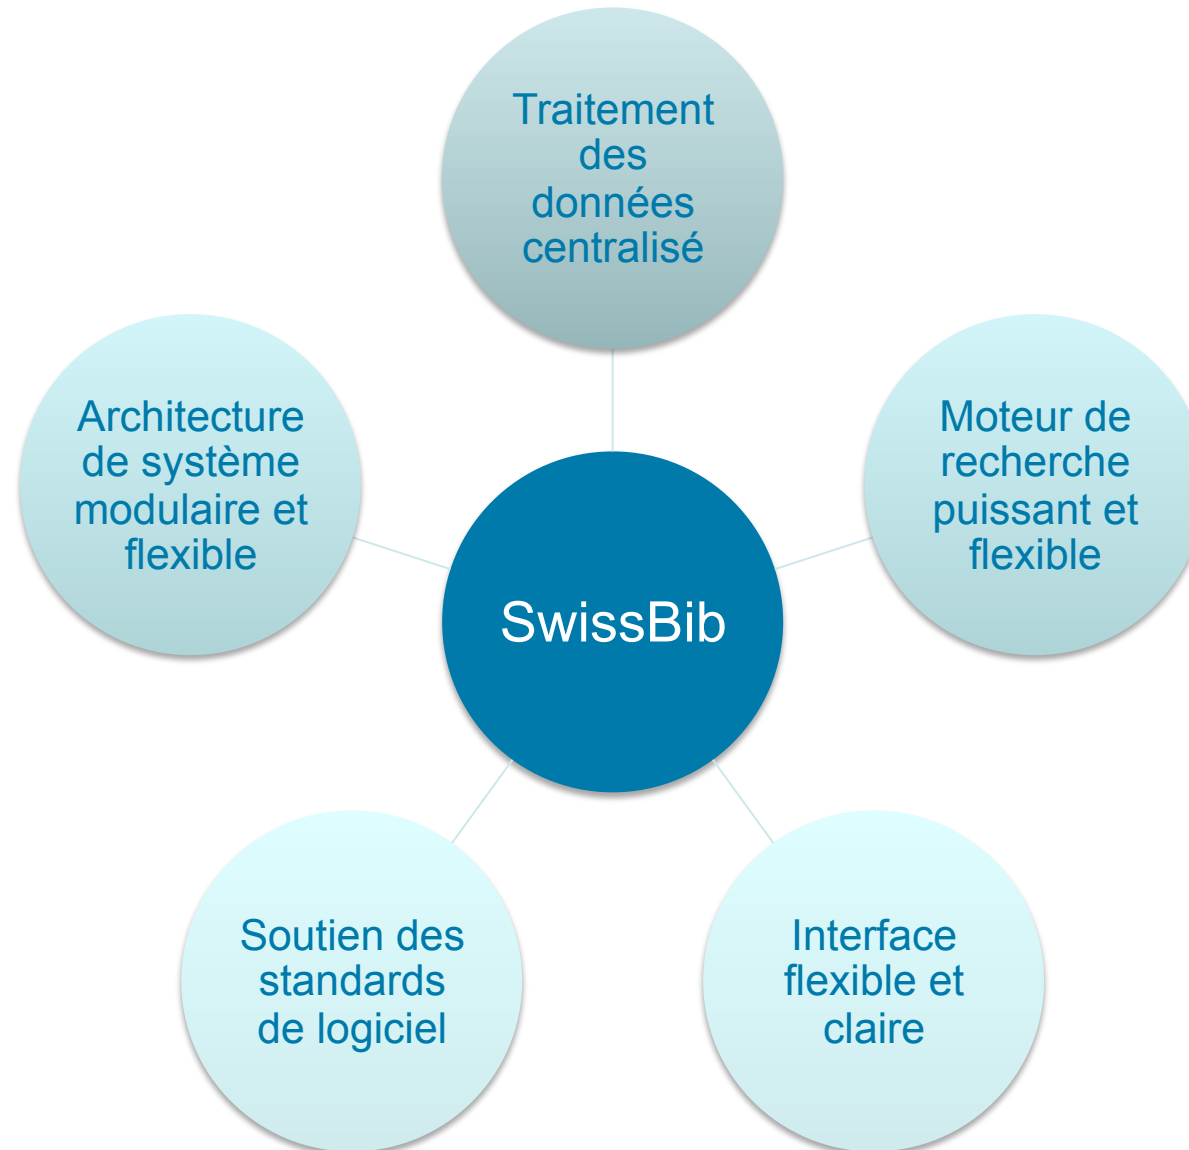 Traitement
des
données
centralisé
Architecture
de système
modulaire et
flexible
Moteur de
recherche
puissant et
flexible
SwissBib
Soutien des
standards
de logiciel
Interface
flexible et
claire